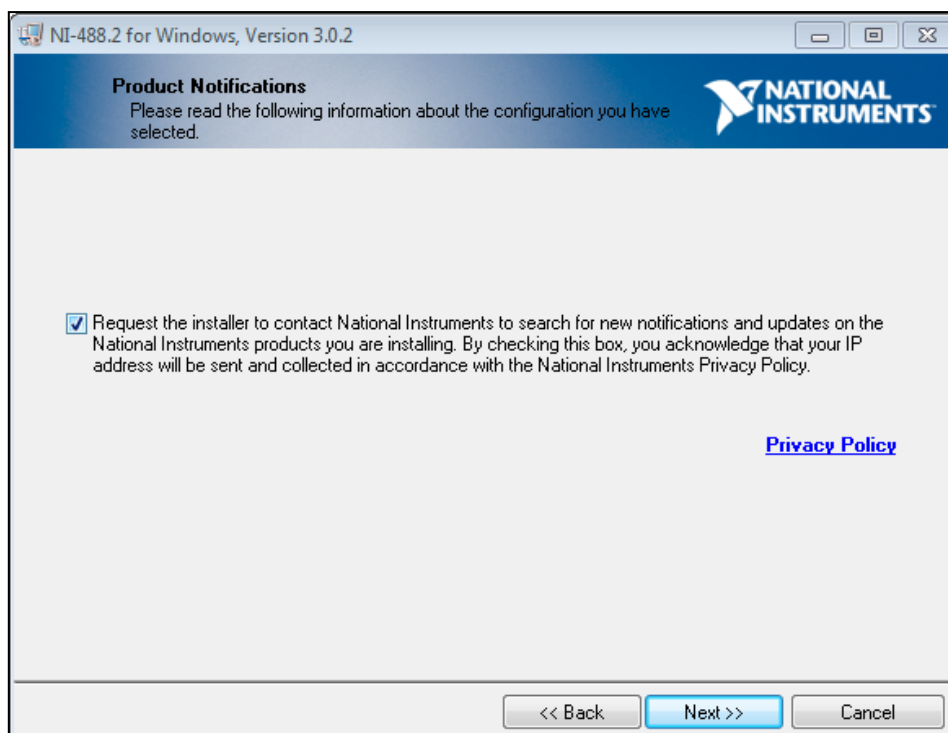 NI-488.2 for Windows, Version 3.0.2
Product Notifications
Please read the following information about the configuration you have
selected.
NATIONAL
INSTRUMENTS™
Request the installer to contact National Instruments to search for new notifications and updates on the
National Instruments products you are installing. By checking this box, you acknowledge that your IP
address will be sent and collected in accordance with the National Instruments Privacy Policy.
Privacy Policy
<< Back
Next >>
Cancel